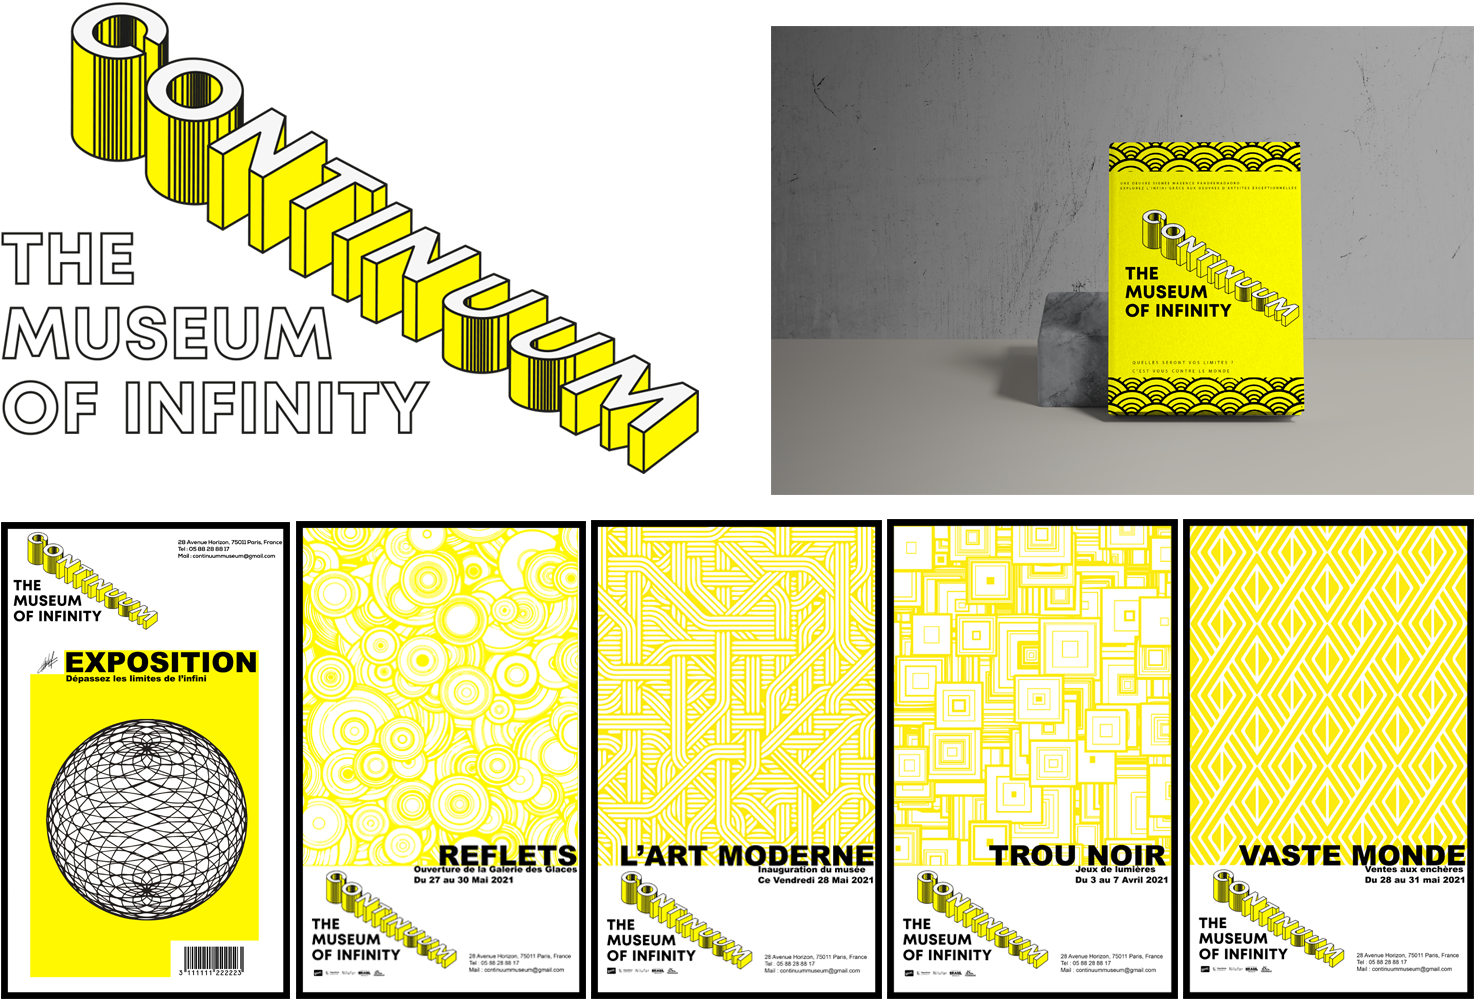 CONTINUUM
THE
MUSEUM
OF INFINITY
EXPLOREZ L'INFINI GRÂCE AUX OEUVRES D'ARTISTES EXCEPTIONNELLES
CONTINUUM
THE
MUSEUM
OF INFINITY
QUELLES SERONT VOS LIMITES ?
C'EST VOUS CONTRE LE MONDE
CONTINUUM
28 Avenue Horizon, 75011 Paris, France
Tel : 05 88 28 88 17
Mail : continuummuseum@gmail.com
THE
MUSEUM
OF INFINITY
EXPOSITION
Dépassez les limites de l'infini
3 111111 222223
REFLETS
Ouverture de la Galerie des Glaces
Du 27 au 30 Mai 2021
CONTINUUM
THE
MUSEUM
OF INFINITY
28 Avenue Horizon, 75011 Paris, France
Tel : 05 88 28 88 17
Mail : continuummuseum@gmail.com
L'ART MODERNE
Inauguration du musée
Ce Vendredi 28 Mai 2021
CONTINUUM
THE
MUSEUM
OF INFINITY
28 Avenue Horizon, 75011 Paris, France
Tel : 05 88 28 88 17
Mail : continuummuseum@gmail.com
TROU NOIR
Jeux de lumières
Du 3 au 7 Avril 2021
CONTINUUM
THE
MUSEUM
OF INFINITY
28 Avenue Horizon, 75011 Paris, France
Tel : 05 88 28 88 17
Mail : continuummuseum@gmail.com
VASTE MONDE
Ventes aux enchères
Du 28 au 31 mai 2021
CONTINUUM
THE
MUSEUM
OF INFINITY
28 Avenue Horizon, 75011 Paris, France
Tel : 05 88 28 88 17
Mail : continuummuseum@gmail.com